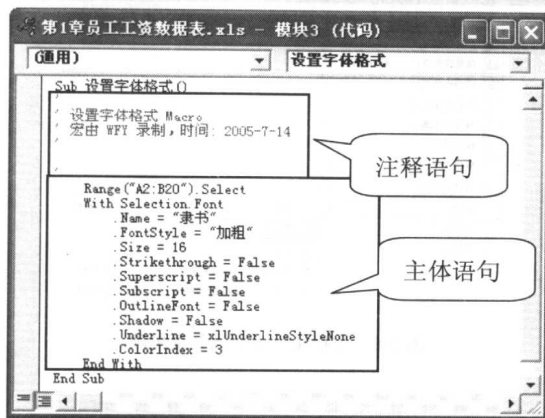 第1章员工工资数据表.xls - 模块3 (代码)
(通用)
设置字体格式
Sub 设置字体格式()
'
' 设置字体格式 Macro
' 宏由 WFY 录制,时间: 2005-7-14
'
'
注释语句
Range("A2:B20").Select
With Selection.Font
.Name = "隶书"
.FontStyle = "加粗"
.Size = 16
.Strikethrough = False
.Superscript = False
.Subscript = False
.OutlineFont = False
.Shadow = False
.Underline = xlUnderlineStyleNone
.ColorIndex = 3
End With
主体语句
End Sub